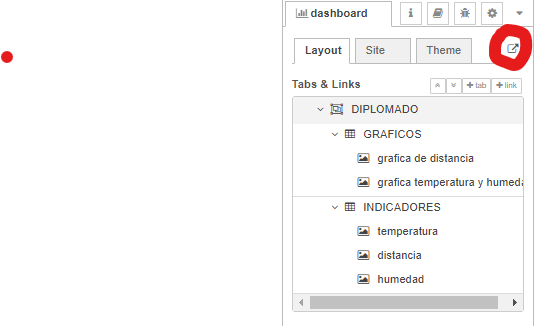 dashboard
Layout Site Theme
Tabs & Links tab link
DIPLOMADO
GRAFICOS
grafica de distancia
grafica temperatura y humeda
INDICADORES
temperatura
distancia
humedad